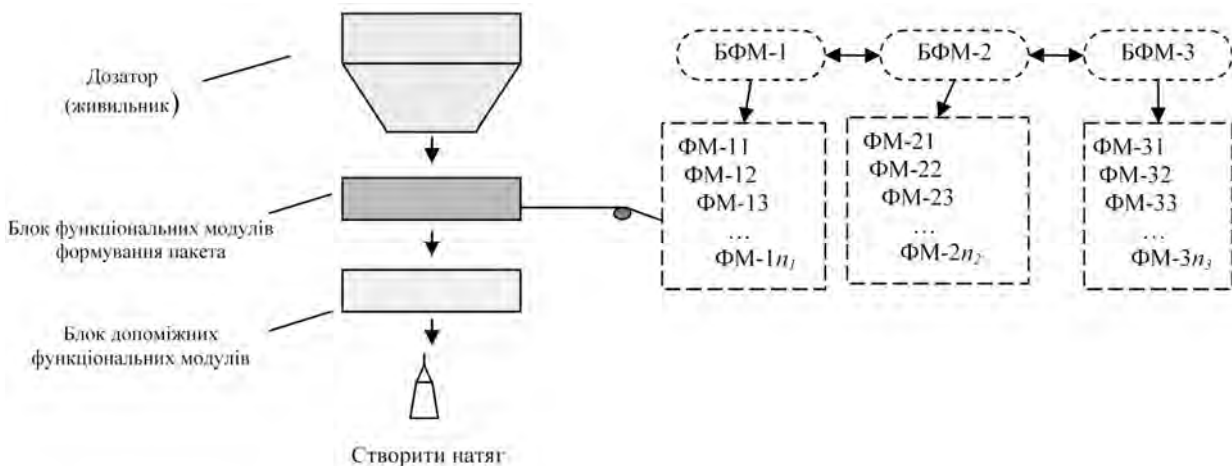 Дозатор
(живильник)
Блок функціональних модулів
формування пакета
Блок допоміжних
функціональних модулів
Створити натяг
БФМ-1
БФМ-2
БФМ-3
ФМ-11
ФМ-12
ФМ-13
...
ФМ-1n₁
ФМ-21
ФМ-22
ФМ-23
...
ФМ-2n₂
ФМ-31
ФМ-32
ФМ-33
...
ФМ-3n₃